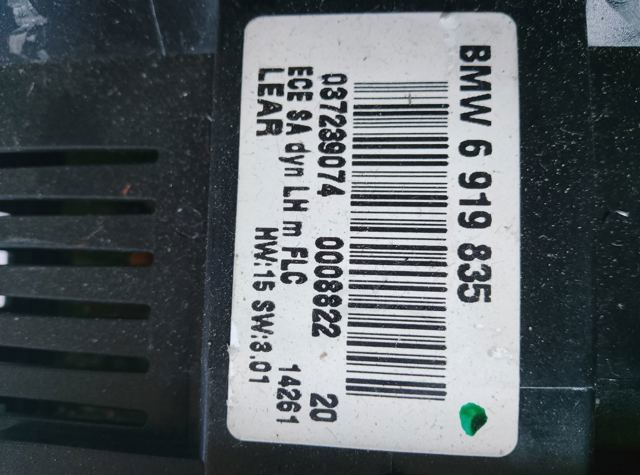 BMW 6 919 835
037239074 0008822 20
ECE SA dyn LH m FLC 14261
LEAR HW:15 SW:3.01